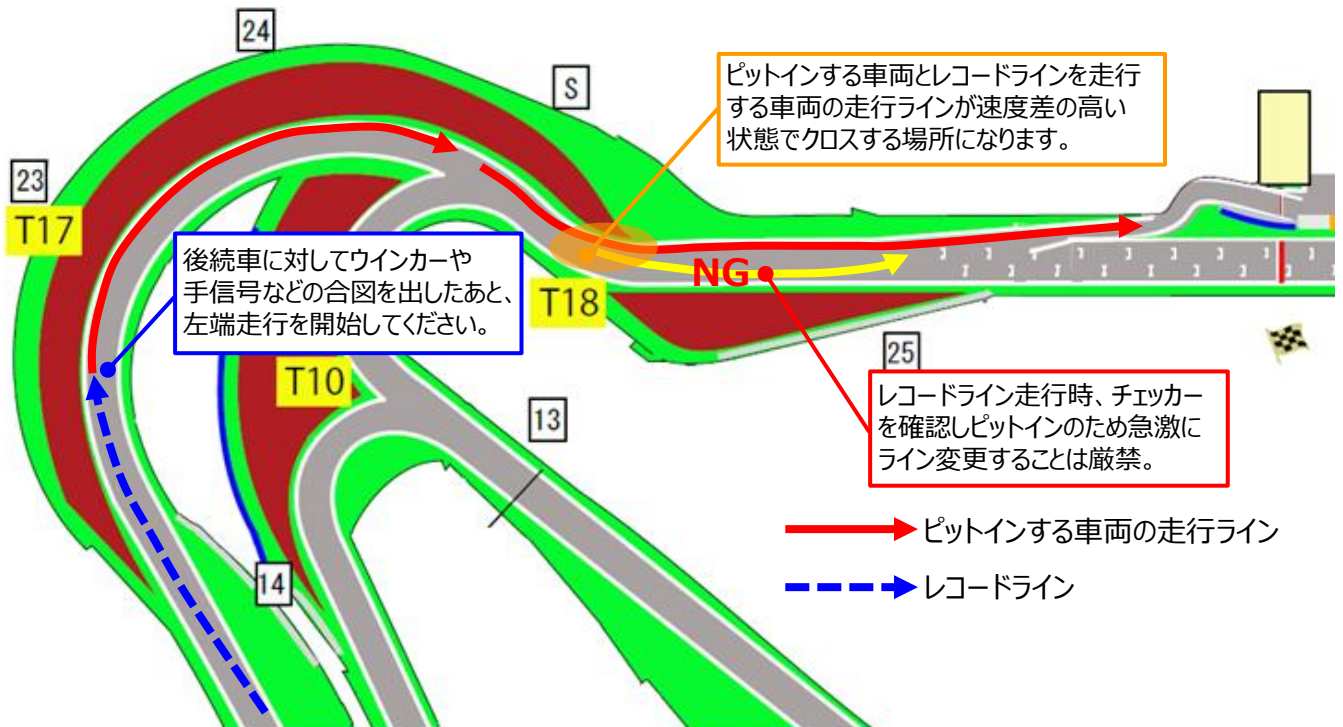 24
S
ピットインする車両とレコードラインを走行
する車両の走行ラインが速度差の高い
状態でクロスする場所になります。
23
T17
後続車に対してウインカーや
手信号などの合図を出したあと、
左端走行を開始してください。
NG
T18
T10
25
レコードライン走行時、チェッカー
を確認しピットインのため急激に
ライン変更することは厳禁。
13
14
ピットインする車両の走行ライン
レコードライン